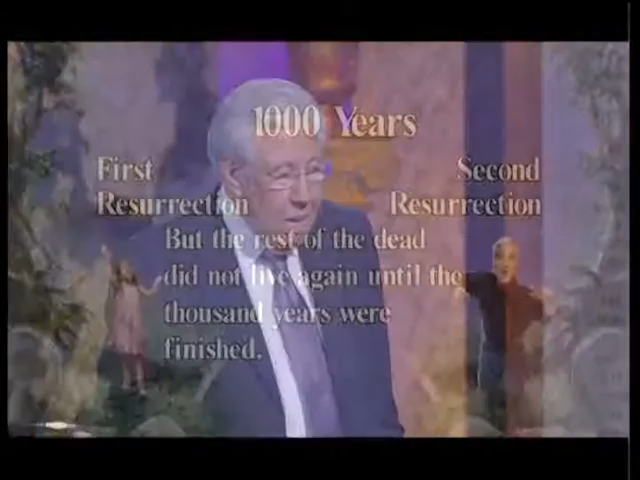 1000 Years
First Second
Resurrection Resurrection
But the rest of the dead
did not live again until the
thousand years were
finished.